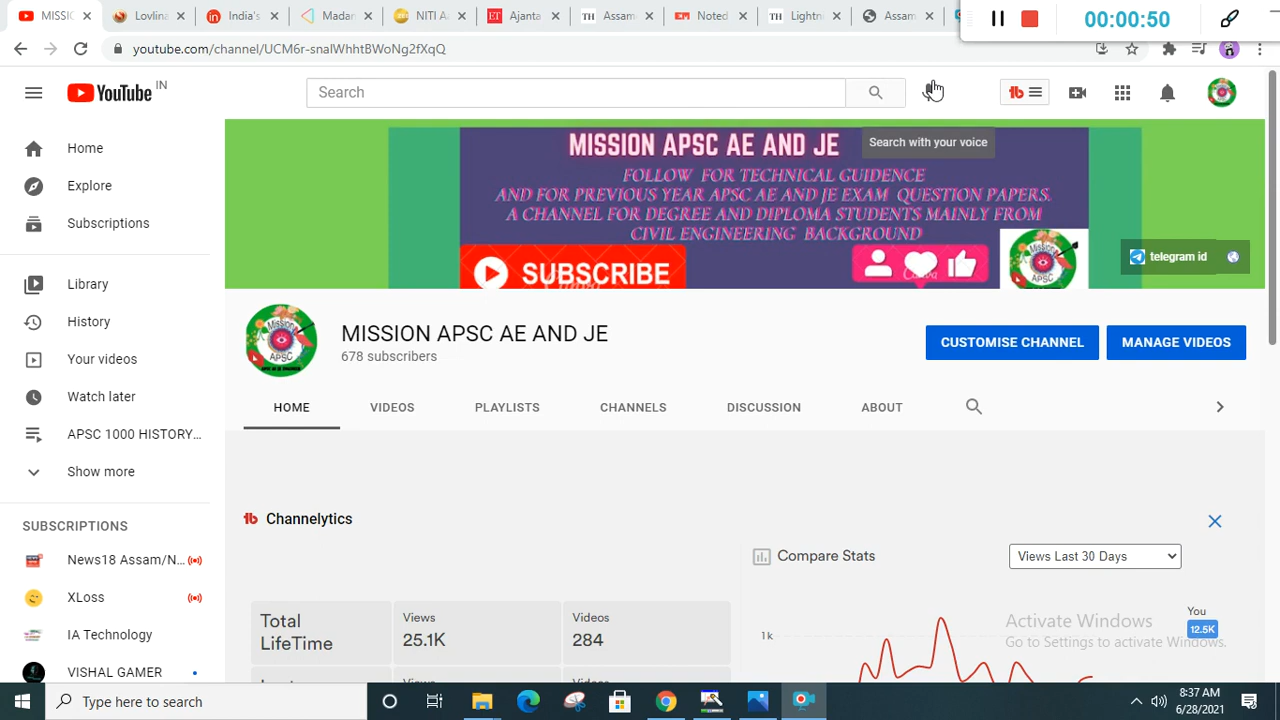 MISSIO
Lovlina
India's
Madar
NITI Aa
Ajanta
Assam
Noted
Lightni
Assam
00:00:50
youtube.com/channel/UCM6r-snaIWhhtBWoNg2fXqQ
YouTube IN
Search
Search with your voice
MISSION APSC AE AND JE
FOLLOW FOR TECHNICAL GUIDENCE
AND FOR PREVIOUS YEAR APSC AE AND JE EXAM QUESTION PAPERS.
A CHANNEL FOR DEGREE AND DIPLOMA STUDENTS MAINLY FROM
CIVIL ENGINEERING BACKGROUND
SUBSCRIBE
telegram id
Home
Explore
Subscriptions
Library
History
Your videos
Watch later
APSC 1000 HISTORY...
Show more
SUBSCRIPTIONS
News18 Assam/N...
XLoss
IA Technology
VISHAL GAMER
MISSION APSC AE AND JE
678 subscribers
CUSTOMISE CHANNEL
MANAGE VIDEOS
HOME VIDEOS PLAYLISTS CHANNELS DISCUSSION ABOUT
Channelytics
Compare Stats
Views Last 30 Days
Total
LifeTime
Views
25.1K
Videos
284
You
12.5K
1k
Activate Windows
Go to Settings to activate Windows.
Type here to search
8:37 AM
6/28/2021